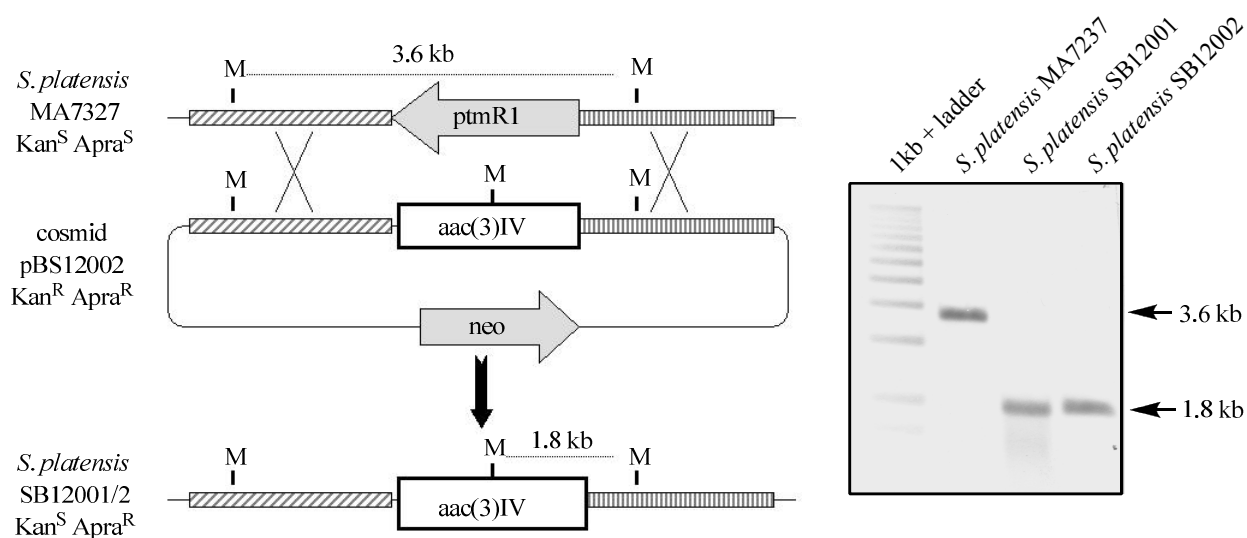 3.6 kb
M
M
S. platensis
MA7327
Kan^S Apra^S
ptmR1
M
M
M
cosmid
pBS12002
Kan^R Apra^R
aac(3)IV
neo
M
1.8 kb
M
M
S. platensis
SB12001/2
Kan^S Apra^R
aac(3)IV
1kb + ladder
S. platensis MA7237
S. platensis SB12001
S. platensis SB12002
3.6 kb
1.8 kb